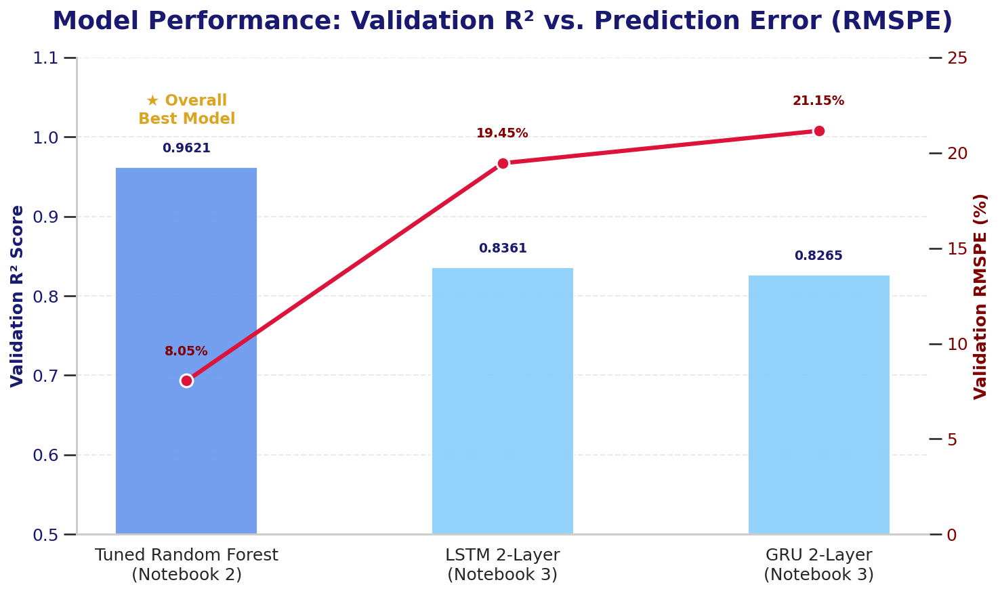 Model Performance: Validation R² vs. Prediction Error (RMSPE)
Validation R² Score
1.1
1.0
0.9
0.8
0.7
0.6
0.5
★ Overall
Best Model
0.9621
0.8361
0.8265
8.05%
19.45%
21.15%
25
20
15
10
5
0
Validation RMSPE (%)
Tuned Random Forest
(Notebook 2)
LSTM 2-Layer
(Notebook 3)
GRU 2-Layer
(Notebook 3)